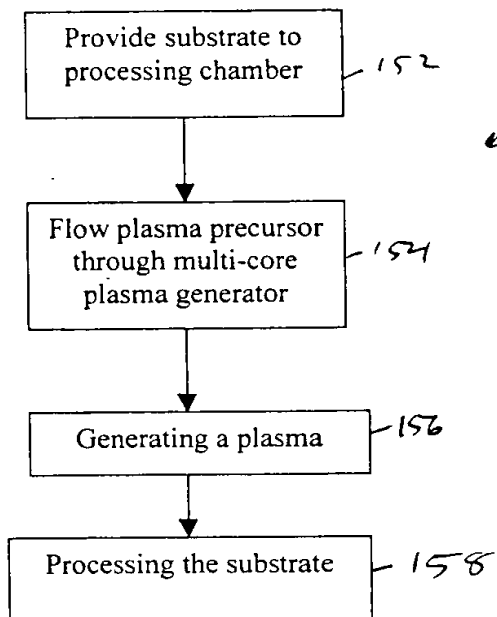 Provide substrate to
processing chamber
152
Flow plasma precursor
through multi-core
plasma generator
154
Generating a plasma
156
Processing the substrate
158